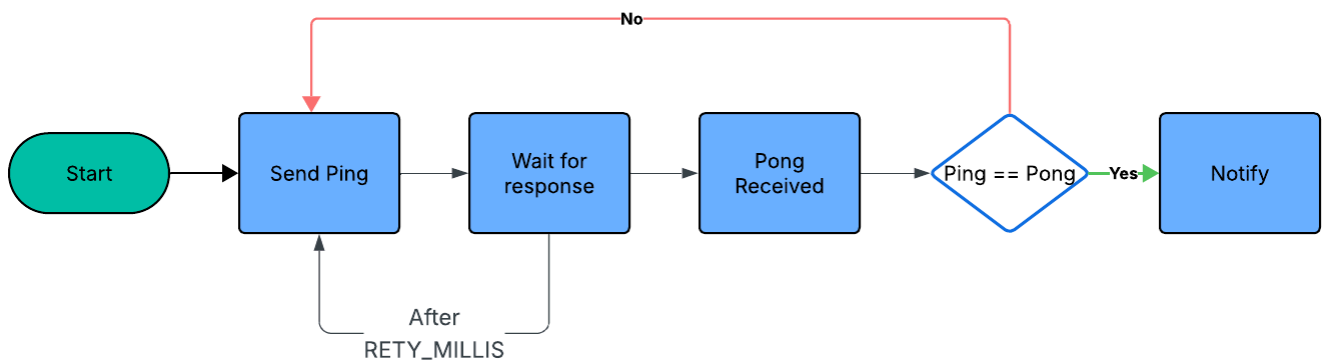 No
Start
Send Ping
Wait for
response
Pong
Received
Ping == Pong
Yes
Notify
After
RETY_MILLIS